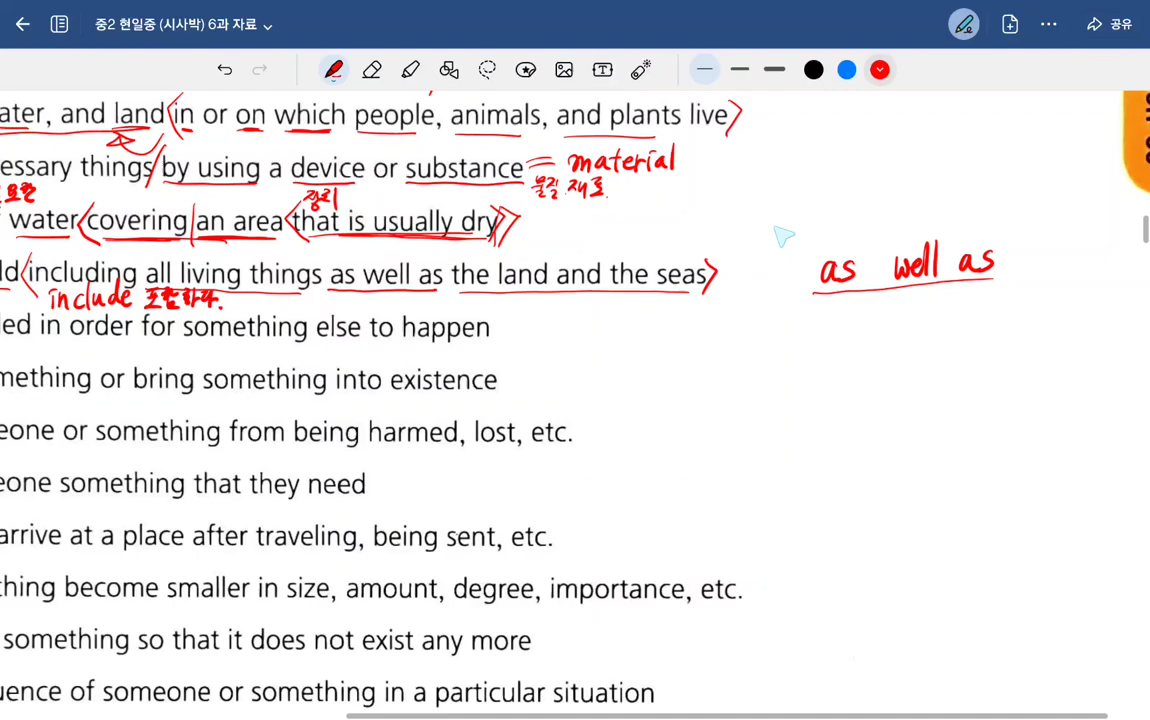 중2 현일중 (시사박) 6과 자료
공유
ater, and land in or on which people, animals, and plants live
essary things by using a device or substance = material
장치
물질 재료
water covering an area that is usually dry
ld including all living things as well as the land and the seas
as well as
include 포함하다.
led in order for something else to happen
mething or bring something into existence
eone or something from being harmed, lost, etc.
eone something that they need
arrive at a place after traveling, being sent, etc.
thing become smaller in size, amount, degree, importance, etc.
something so that it does not exist any more
uence of someone or something in a particular situation